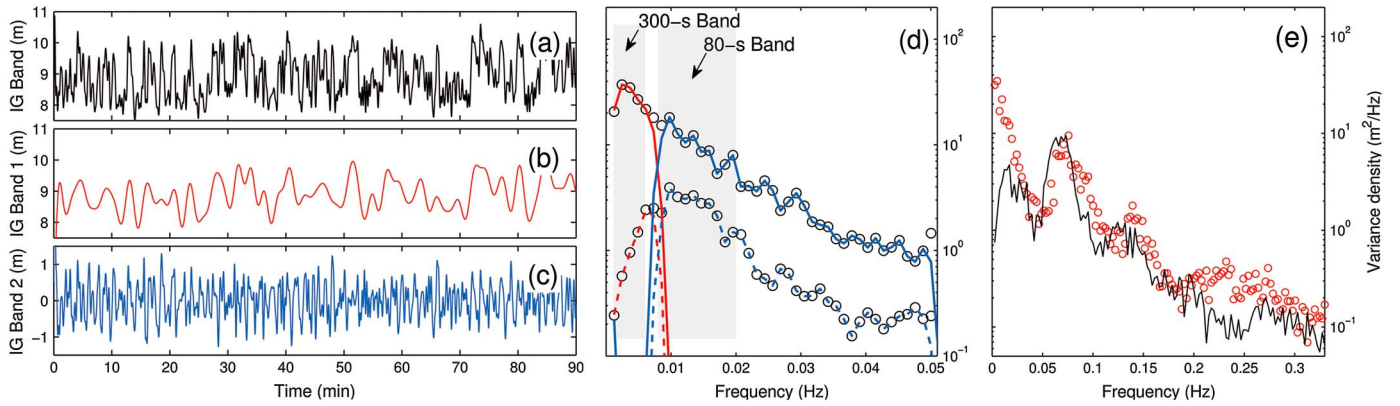 IG Band (m)
11
10
9
8
(a)
IG Band 1 (m)
11
10
9
8
(b)
IG Band 2 (m)
1
0
−1
(c)
0
10
20
30
40
50
60
70
80
90
Time (min)
300−s Band
80−s Band
(d)
10²
10¹
10⁰
10⁻¹
0.01
0.02
0.03
0.04
0.05
Frequency (Hz)
(e)
10²
10¹
10⁰
10⁻¹
Variance density (m²/Hz)
0
0.05
0.1
0.15
0.2
0.25
0.3
Frequency (Hz)